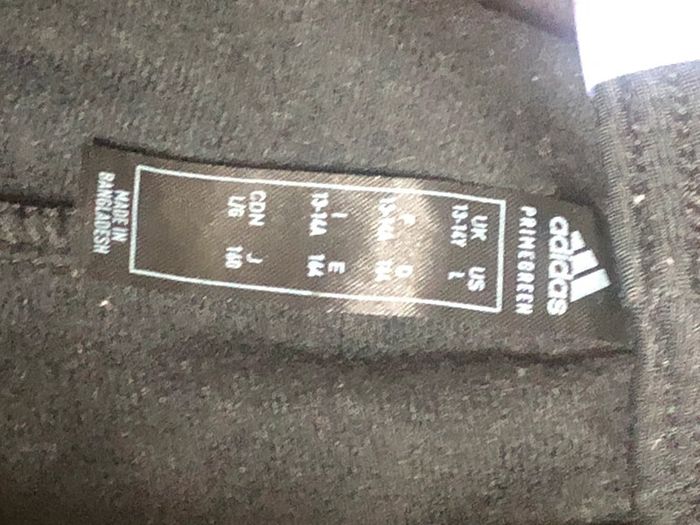 adidas
PRIMEGREEN
UK US
13-14Y L
F D
13-14A 164
I E
13-14A 164
CDN J
L/G 160
MADE IN
BANGLADESH